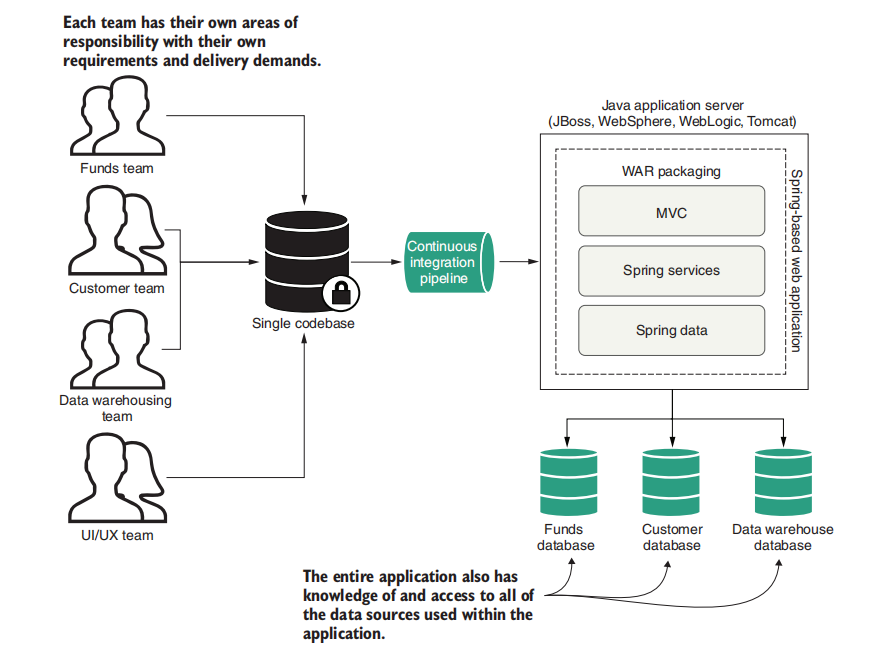 Each team has their own areas of
responsibility with their own
requirements and delivery demands.
Funds team
Customer team
Data warehousing
team
UI/UX team
Single codebase
Continuous
integration
pipeline
Java application server
(JBoss, WebSphere, WebLogic, Tomcat)
WAR packaging
MVC
Spring services
Spring data
Spring-based web application
Funds
database
Customer
database
Data warehouse
database
The entire application also has
knowledge of and access to all of
the data sources used within the
application.